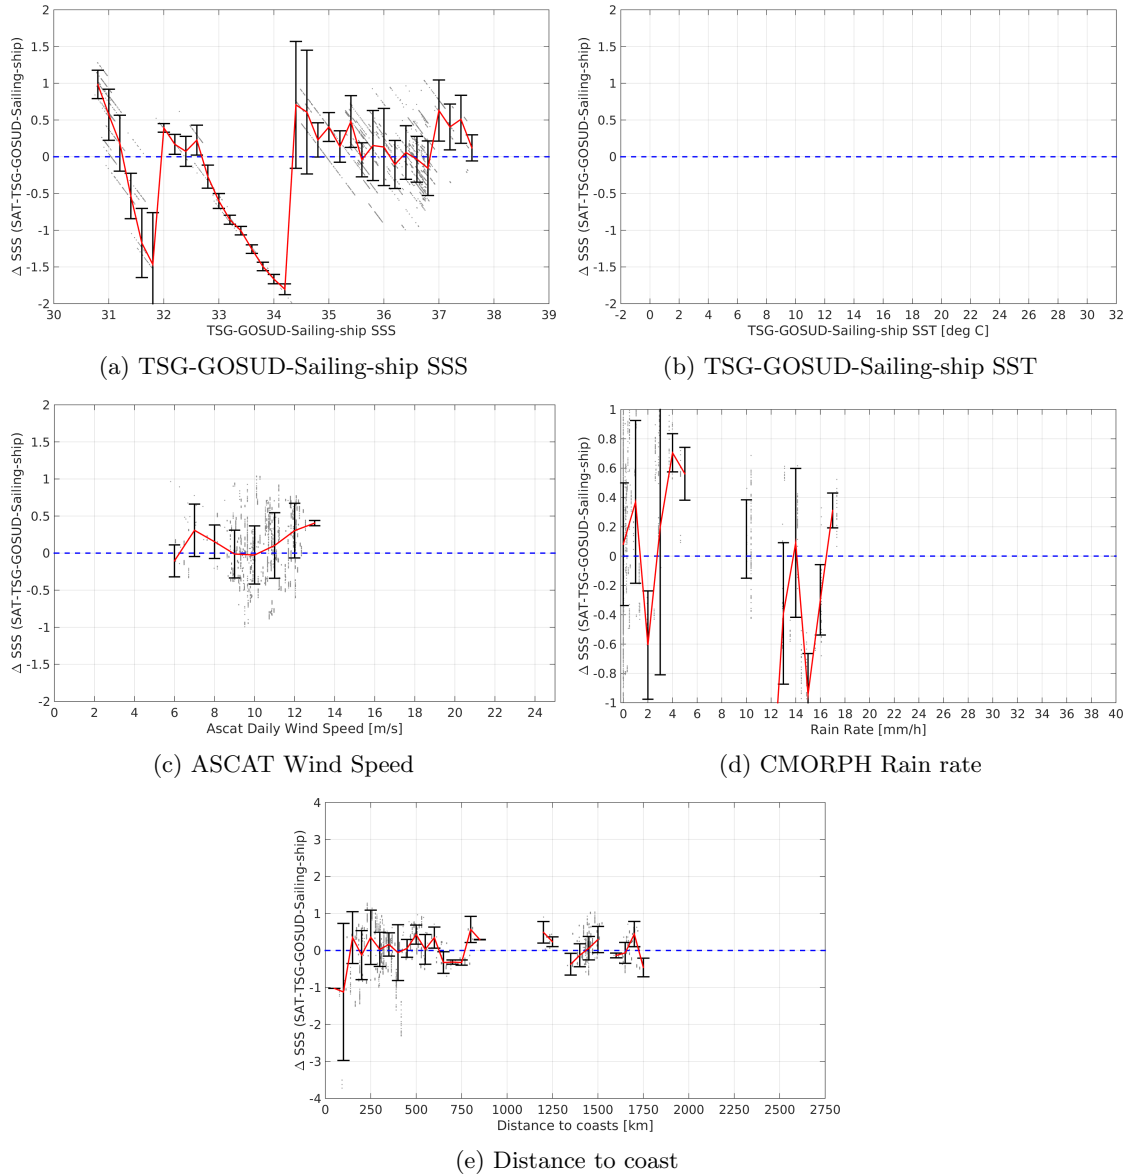 2
1.5
1
0.5
0
-0.5
-1
-1.5
-2
Δ SSS (SAT-TSG-GOSUD-Sailing-ship)
30 31 32 33 34 35 36 37 38 39
TSG-GOSUD-Sailing-ship SSS
(a) TSG-GOSUD-Sailing-ship SSS
2
1.5
1
0.5
0
-0.5
-1
-1.5
-2
Δ SSS (SAT-TSG-GOSUD-Sailing-ship)
-2 0 2 4 6 8 10 12 14 16 18 20 22 24 26 28 30 32
TSG-GOSUD-Sailing-ship SST [deg C]
(b) TSG-GOSUD-Sailing-ship SST
2
1.5
1
0.5
0
-0.5
-1
-1.5
-2
Δ SSS (SAT-TSG-GOSUD-Sailing-ship)
0 2 4 6 8 10 12 14 16 18 20 22 24
Ascat Daily Wind Speed [m/s]
(c) ASCAT Wind Speed
1
0.8
0.6
0.4
0.2
0
-0.2
-0.4
-0.6
-0.8
-1
Δ SSS (SAT-TSG-GOSUD-Sailing-ship)
0 2 4 6 8 10 12 14 16 18 20 22 24 26 28 30 32 34 36 38 40
Rain Rate [mm/h]
(d) CMORPH Rain rate
4
3
2
1
0
-1
-2
-3
-4
Δ SSS (SAT-TSG-GOSUD-Sailing-ship)
0 250 500 750 1000 1250 1500 1750 2000 2250 2500 2750
Distance to coasts [km]
(e) Distance to coast